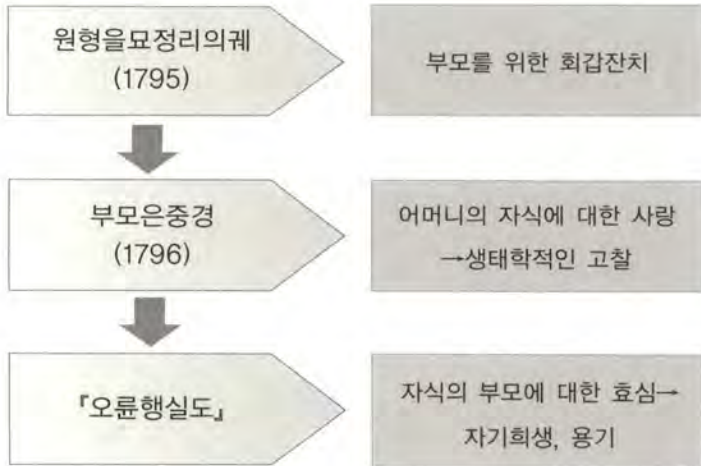 원형을묘정리의궤
(1795)
부모를 위한 회갑잔치
부모은중경
(1796)
어머니의 자식에 대한 사랑
→생태학적인 고찰
『오륜행실도』
자식의 부모에 대한 효심→
자기희생, 용기